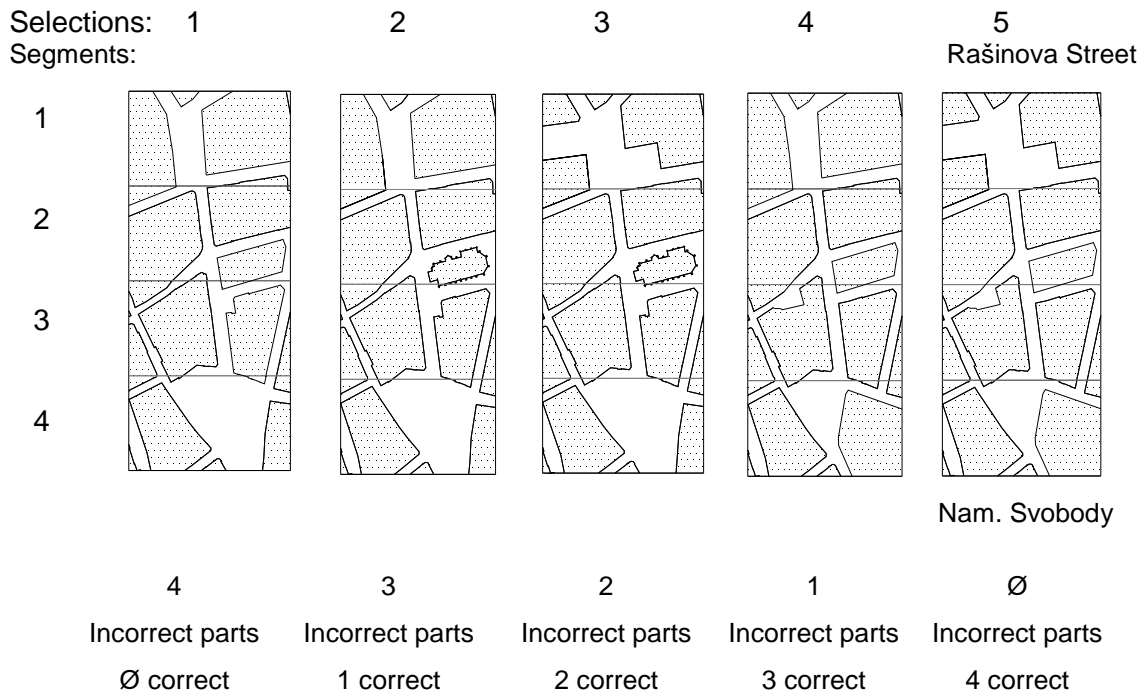 Selections: 1 2 3 4 5
Segments: Rašinova Street
1
2
3
4
Nam. Svobody
4 3 2 1 Ø
Incorrect parts Incorrect parts Incorrect parts Incorrect parts Incorrect parts
Ø correct 1 correct 2 correct 3 correct 4 correct